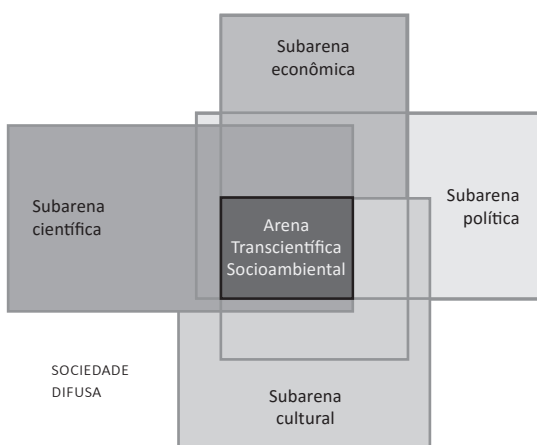 Subarena
econômica
Subarena
científica
Subarena
política
Arena
Transcientífica
Socioambiental
SOCIEDADE
DIFUSA
Subarena
cultural